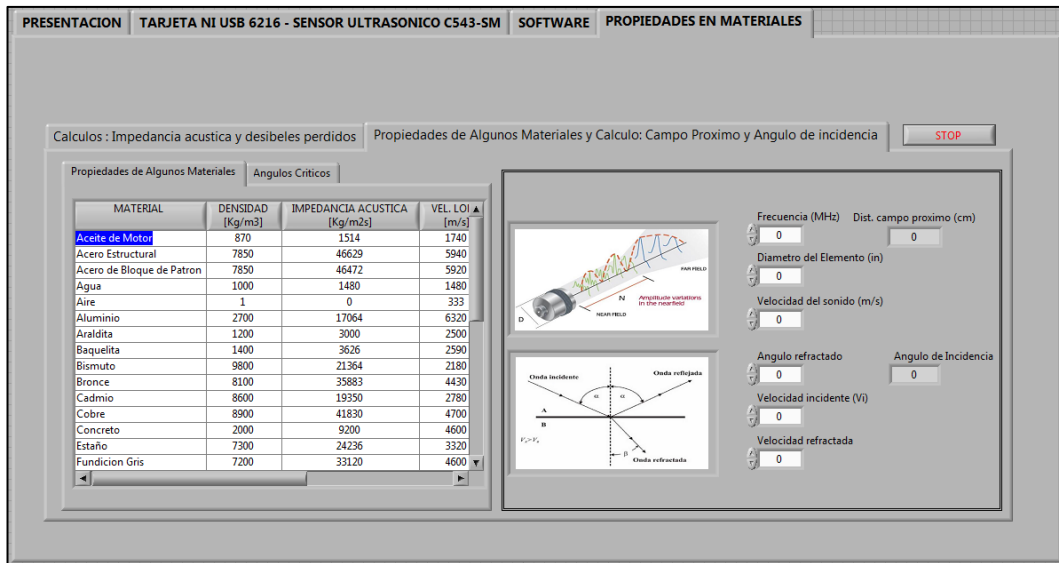 PRESENTACION TARJETA NI USB 6216 - SENSOR ULTRASONICO C543-SM SOFTWARE PROPIEDADES EN MATERIALES
Calculos : Impedancia acustica y desibeles perdidos Propiedades de Algunos Materiales y Calculo: Campo Proximo y Angulo de incidencia STOP
Propiedades de Algunos Materiales Angulos Criticos
MATERIAL DENSIDAD IMPEDANCIA ACUSTICA VEL. LO
[Kg/m3] [Kg/m2s] [m/s]
Aceite de Motor 870 1514 1740
Acero Estructural 7850 46629 5940
Acero de Bloque de Patron 7850 46472 5920
Agua 1000 1480 1480
Aire 1 0 333
Aluminio 2700 17064 6320
Araldita 1200 3000 2500
Baquelita 1400 3626 2590
Bismuto 9800 21364 2180
Bronce 8100 35883 4430
Cadmio 8600 19350 2780
Cobre 8900 41830 4700
Concreto 2000 9200 4600
Estaño 7300 24236 3320
Fundicion Gris 7200 33120 4600
FAR FIELD
N
Amplitude variations
in the nearfield
NEAR FIELD
D
Frecuencia (MHz) Dist. campo proximo (cm)
0 0
Diametro del Elemento (in)
0
Velocidad del sonido (m/s)
0
Onda incidente Onda reflejada
α α
A
B
V_A>V_B
β
Onda refractada
Angulo refractado Angulo de Incidencia
0 0
Velocidad incidente (Vi)
0
Velocidad refractada
0